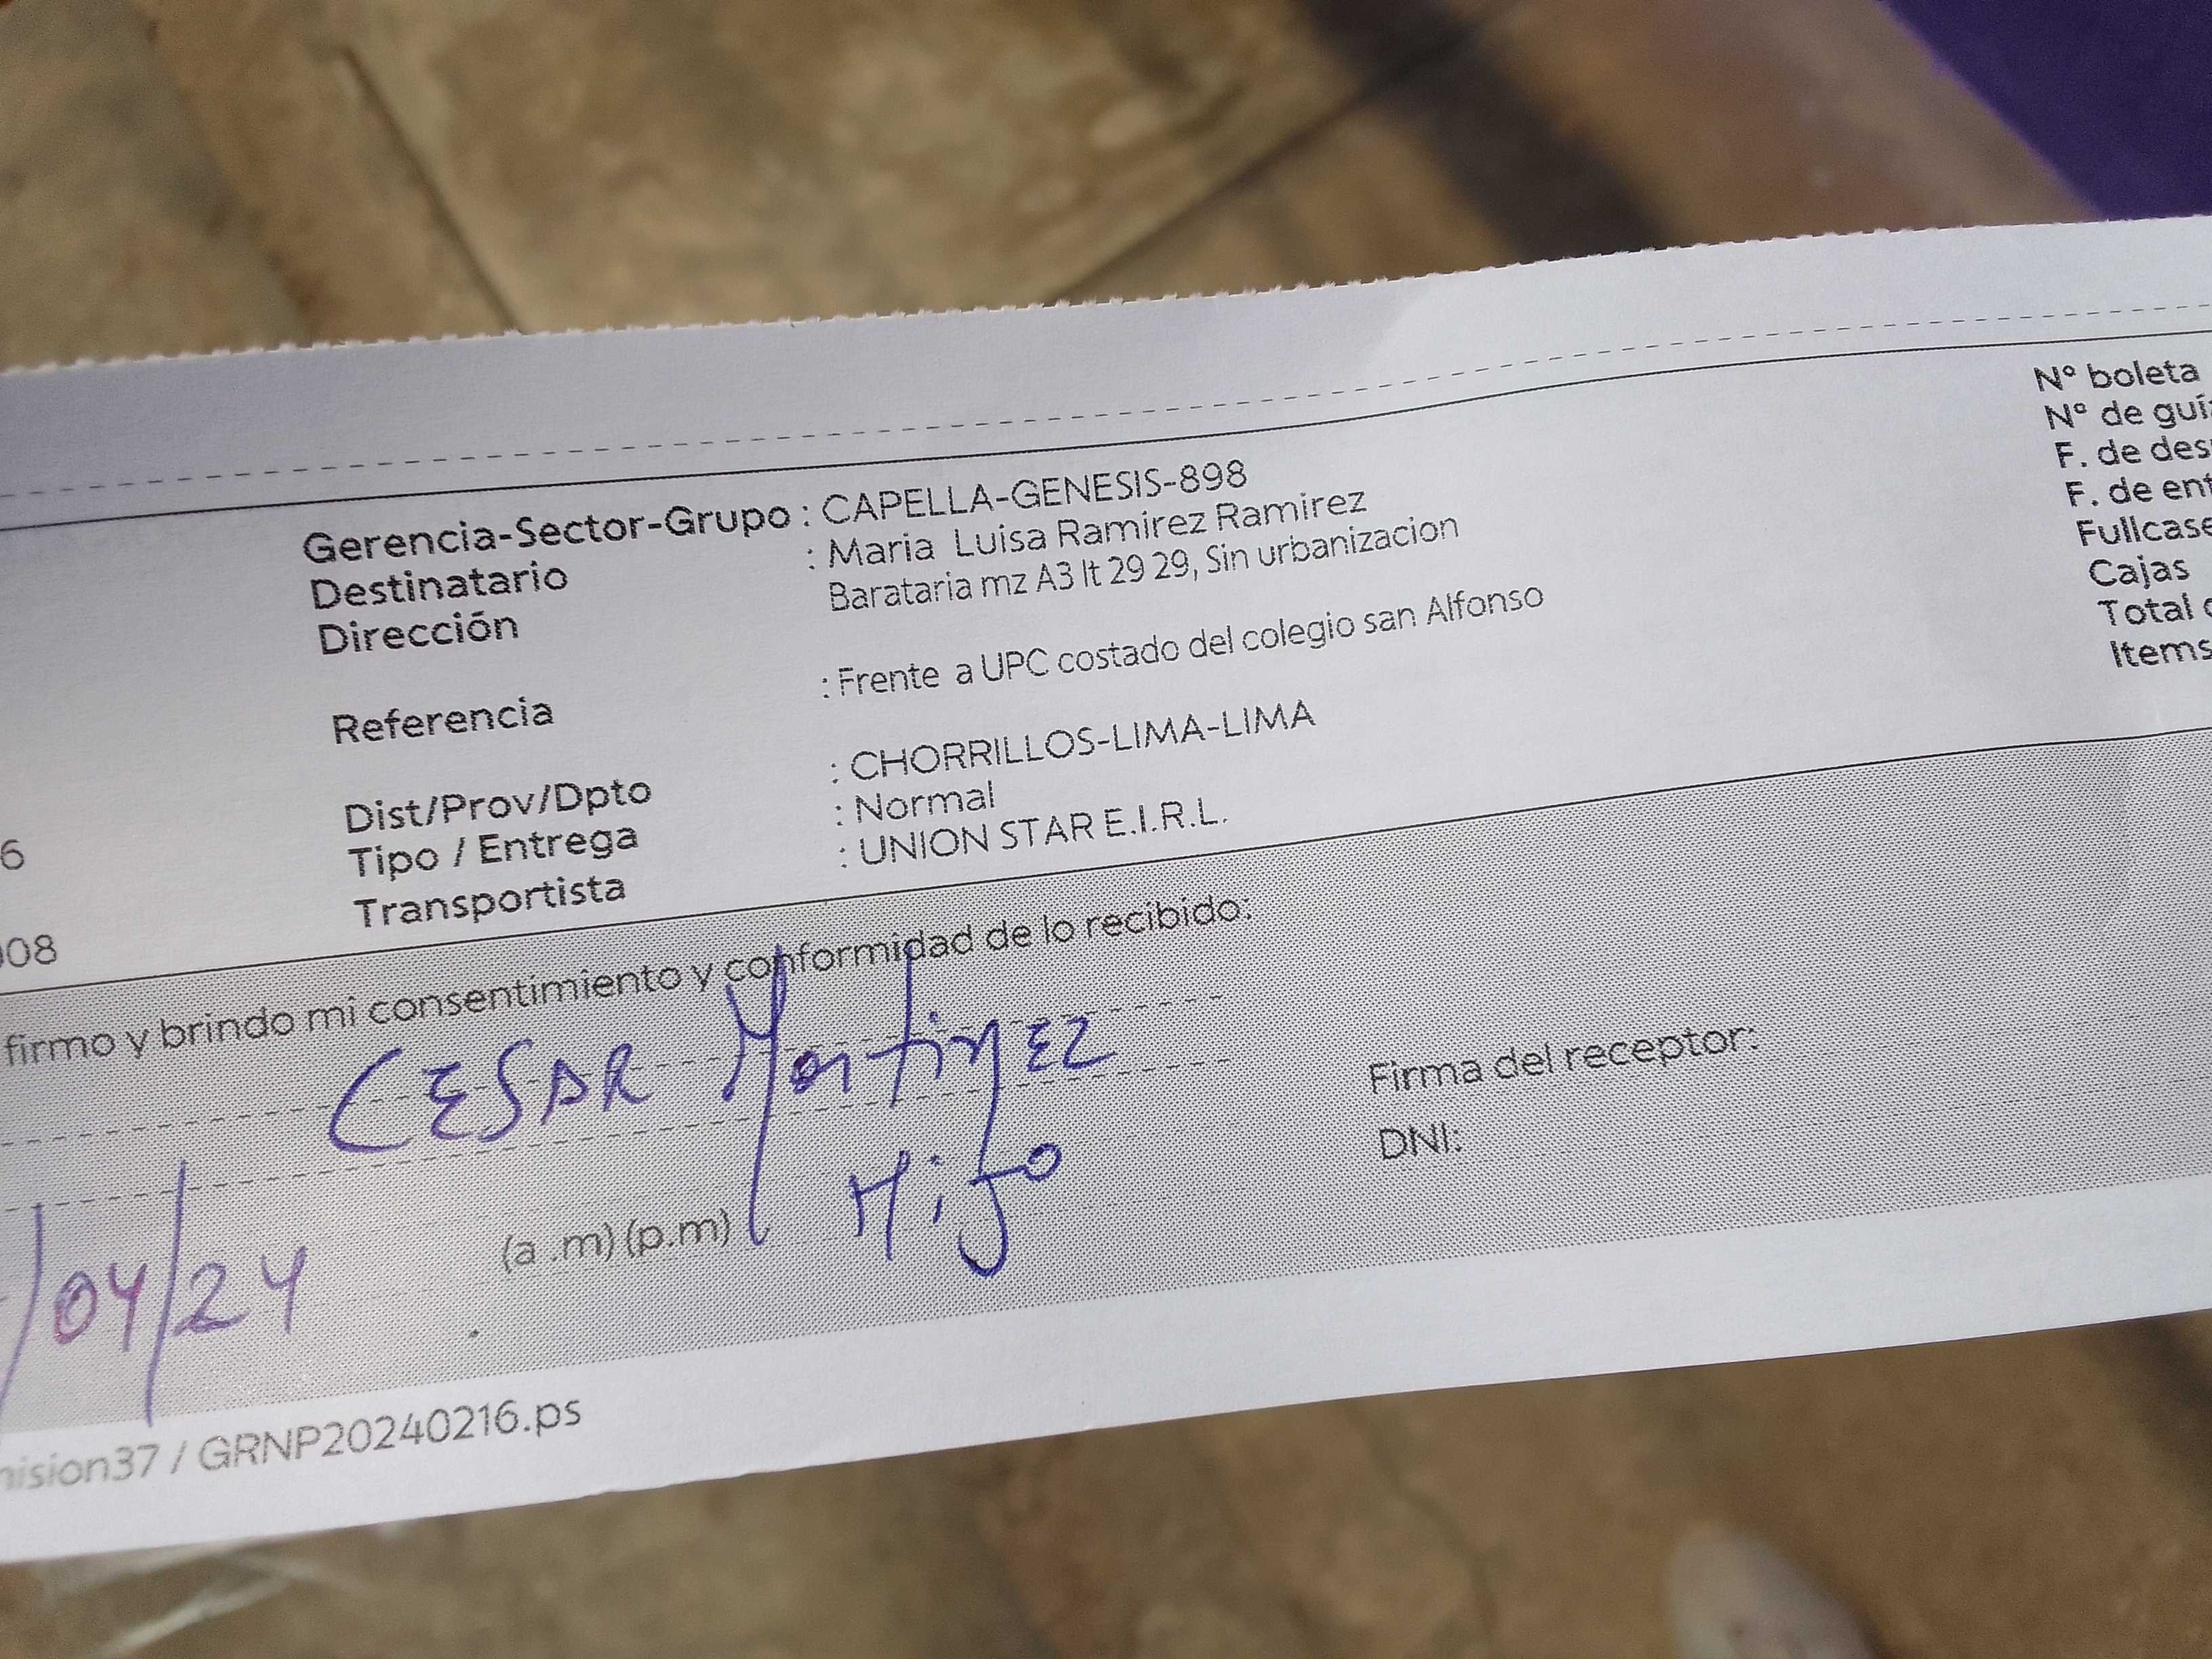 Gerencia-Sector-Grupo : CAPELLA-GENESIS-898
Destinatario : Maria Luisa Ramirez Ramirez
Dirección Barataria mz A3 lt 29 29, Sin urbanizacion
Referencia : Frente a UPC costado del colegio san Alfonso
Dist/Prov/Dpto : CHORRILLOS-LIMA-LIMA
Tipo / Entrega : Normal
Transportista : UNION STAR E.I.R.L.
N° boleta
N° de guí
F. de des
F. de ent
Fullcase
Cajas
Total
Items
6
008
firmo y brindo mi consentimiento y conformidad de lo recibido:
CESAR Martinez
Hijo
/04/24
(a .m) (p.m)
Firma del receptor:
DNI:
ision37 / GRNP20240216.ps